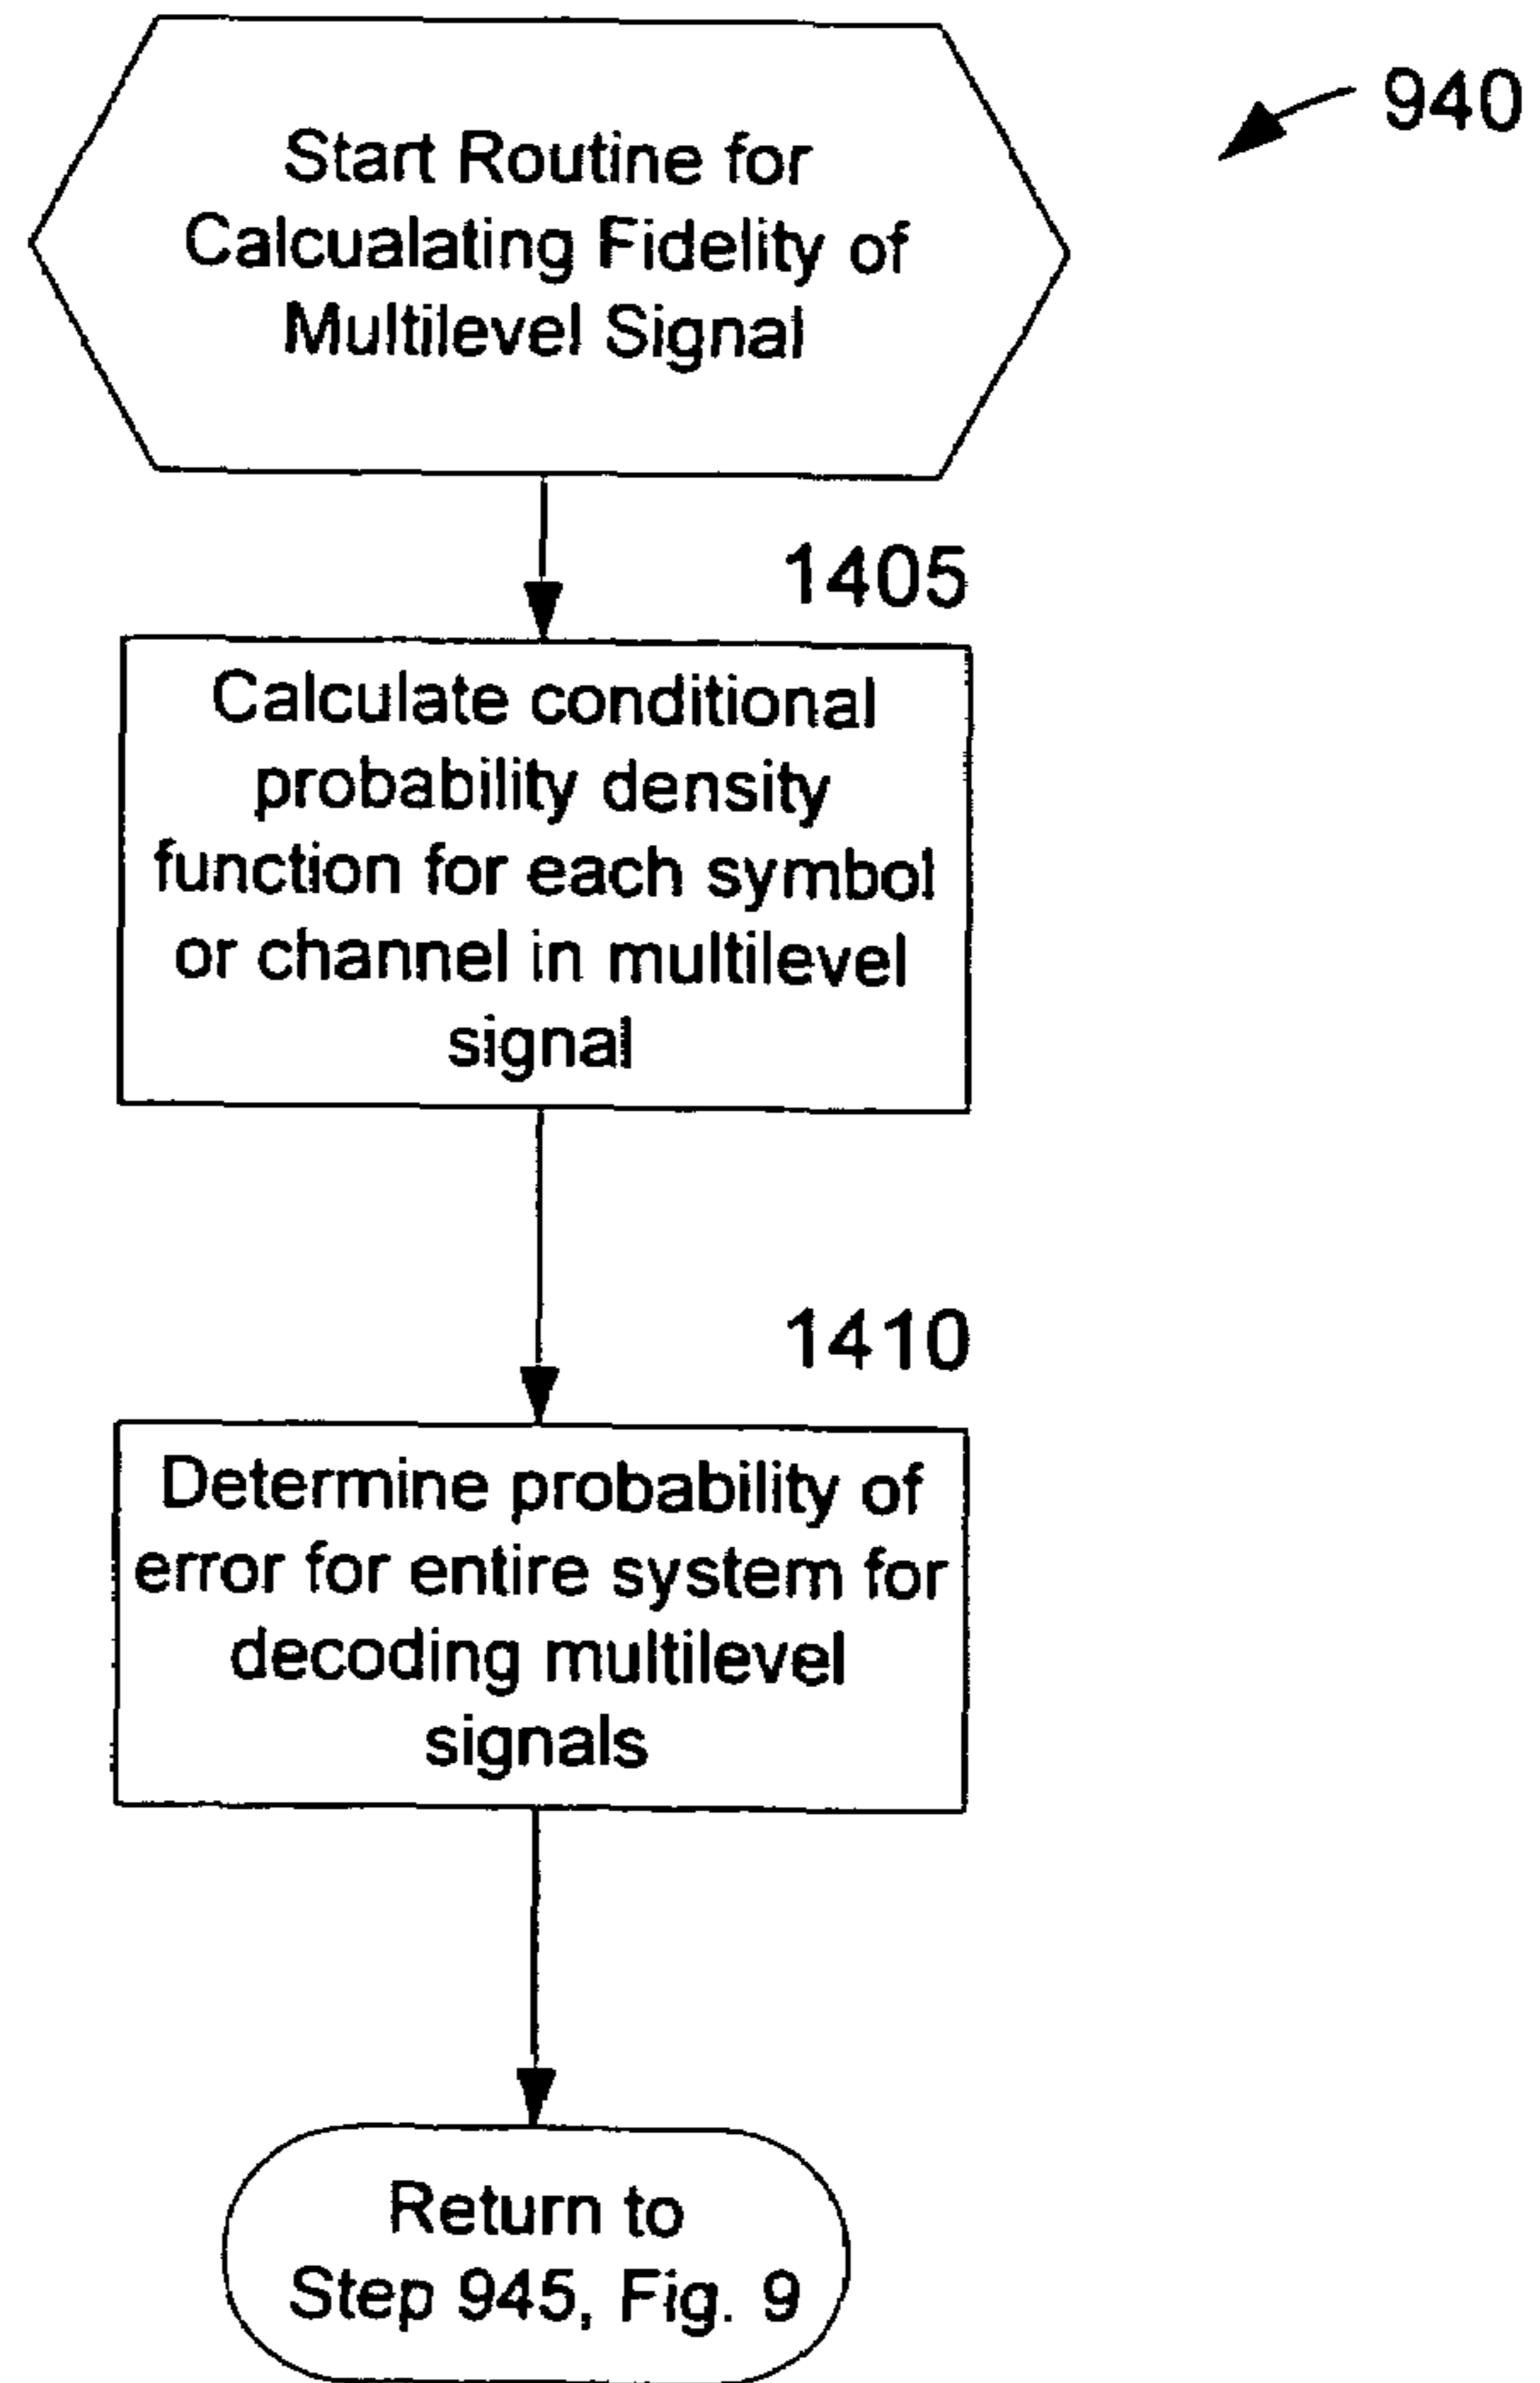 940
Start Routine for
Calcualating Fidelity of
Multilevel Signal
1405
Calculate conditional
probability density
function for each symbol
or channel in multilevel
signal
1410
Determine probability of
error for entire system for
decoding multilevel
signals
Return to
Step 945, Fig. 9